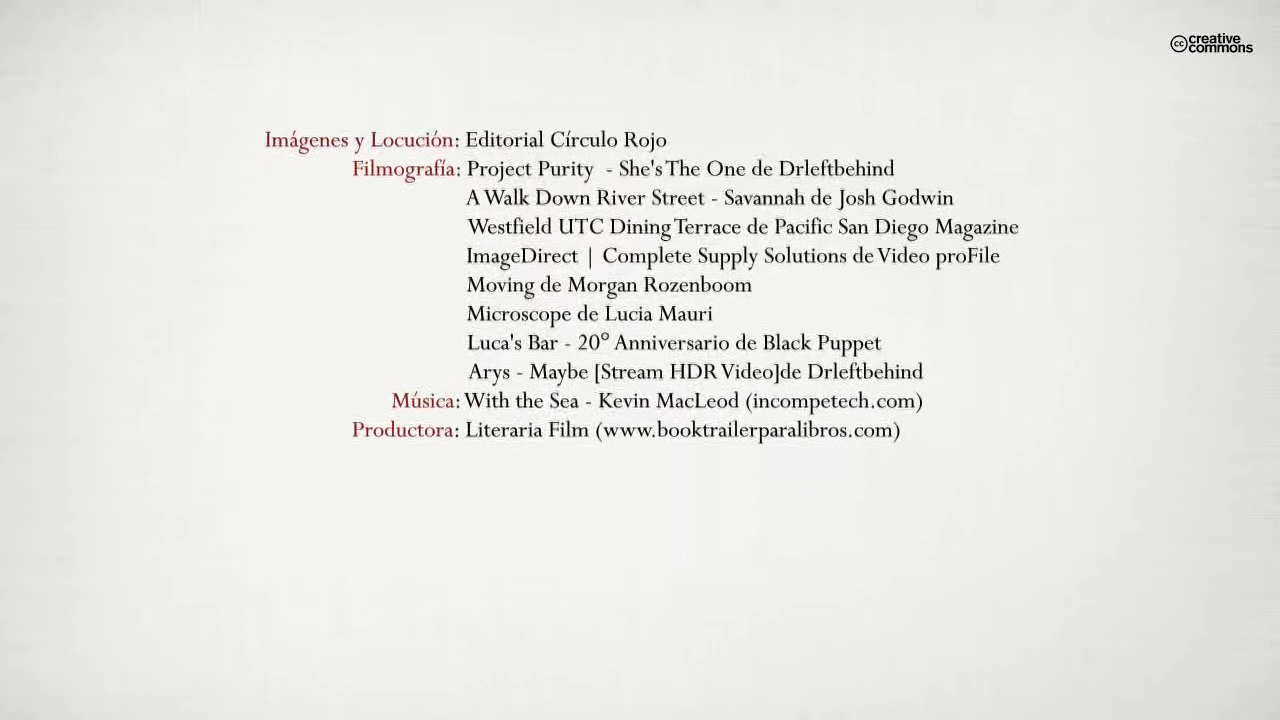 cc creative
commons
Imágenes y Locución: Editorial Círculo Rojo
Filmografía: Project Purity - She's The One de Drleftbehind
A Walk Down River Street - Savannah de Josh Godwin
Westfield UTC Dining Terrace de Pacific San Diego Magazine
ImageDirect | Complete Supply Solutions de Video proFile
Moving de Morgan Rozenboom
Microscope de Lucia Mauri
Luca's Bar - 20° Anniversario de Black Puppet
Arys - Maybe [Stream HDR Video]de Drleftbehind
Música: With the Sea - Kevin MacLeod (incompetech.com)
Productora: Literaria Film (www.booktrailerparalibros.com)